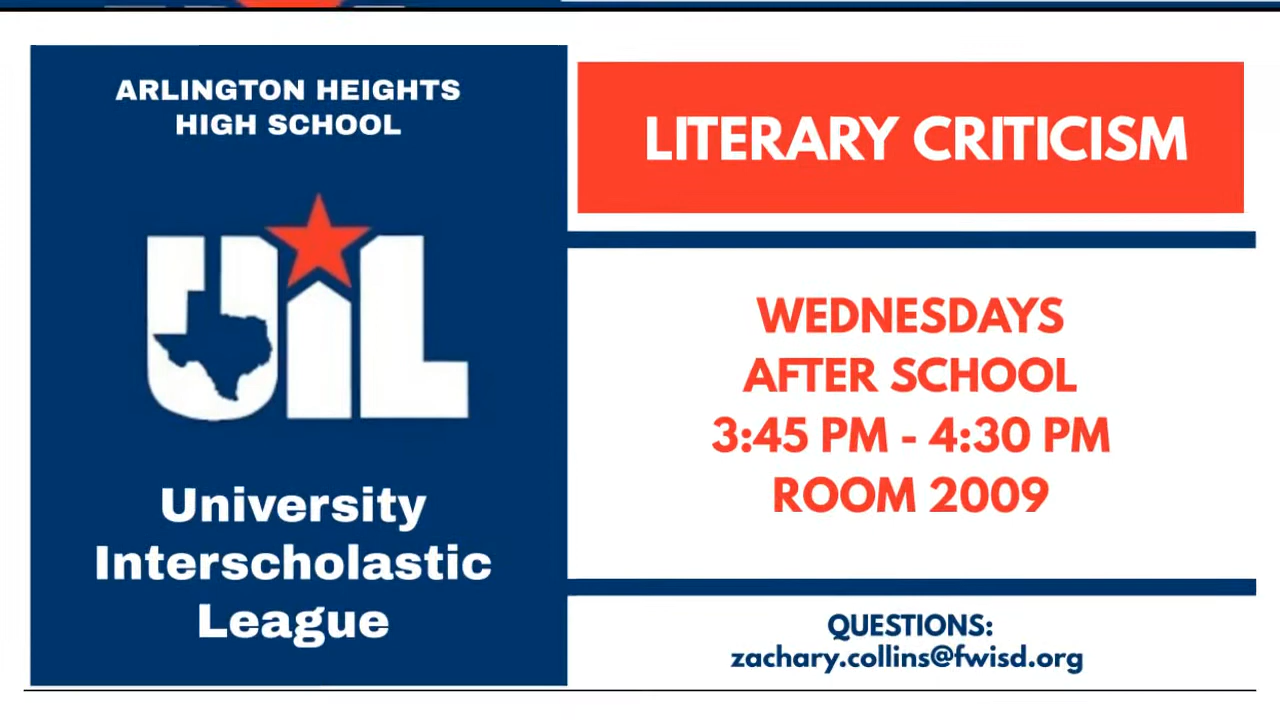 ARLINGTON HEIGHTS
HIGH SCHOOL
UIL
University
Interscholastic
League
LITERARY CRITICISM
WEDNESDAYS
AFTER SCHOOL
3:45 PM - 4:30 PM
ROOM 2009
QUESTIONS:
zachary.collins@fwisd.org